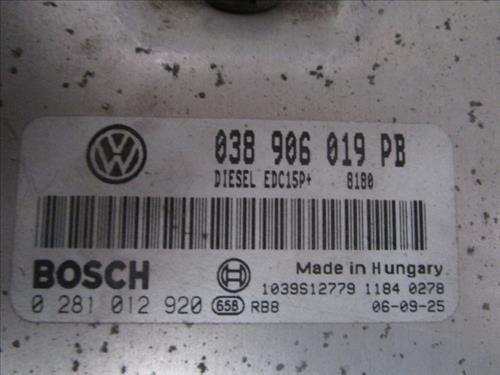 038 906 019 PB
DIESEL EDC15P+ 8180
BOSCH
Made in Hungary
1039S12779 1184 0278
0 281 012 920 658 RB8 06-09-25